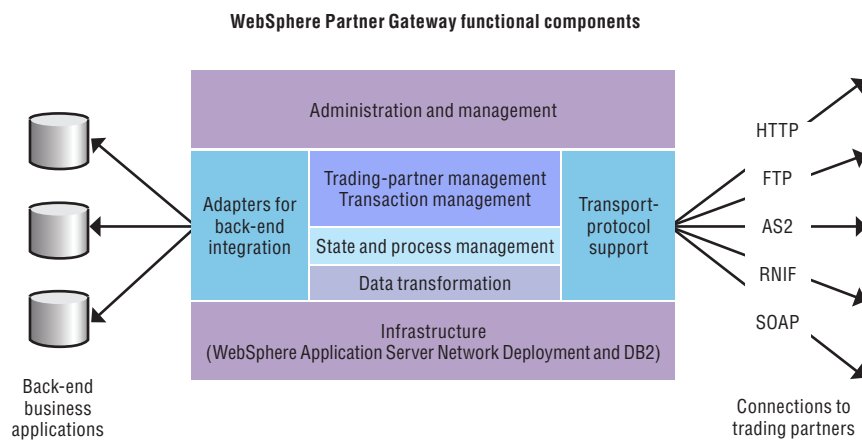 WebSphere Partner Gateway functional components
Administration and management
Adapters for
back-end
integration
Trading-partner management
Transaction management
State and process management
Data transformation
Transport-
protocol
support
Infrastructure
(WebSphere Application Server Network Deployment and DB2)
Back-end
business
applications
HTTP
FTP
AS2
RNIF
SOAP
Connections to
trading partners